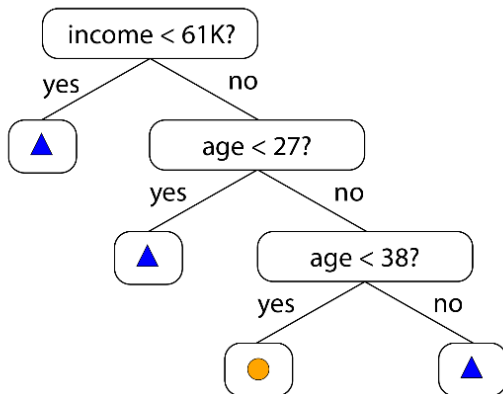 income < 61K?
yes
no
age < 27?
yes
no
age < 38?
yes
no